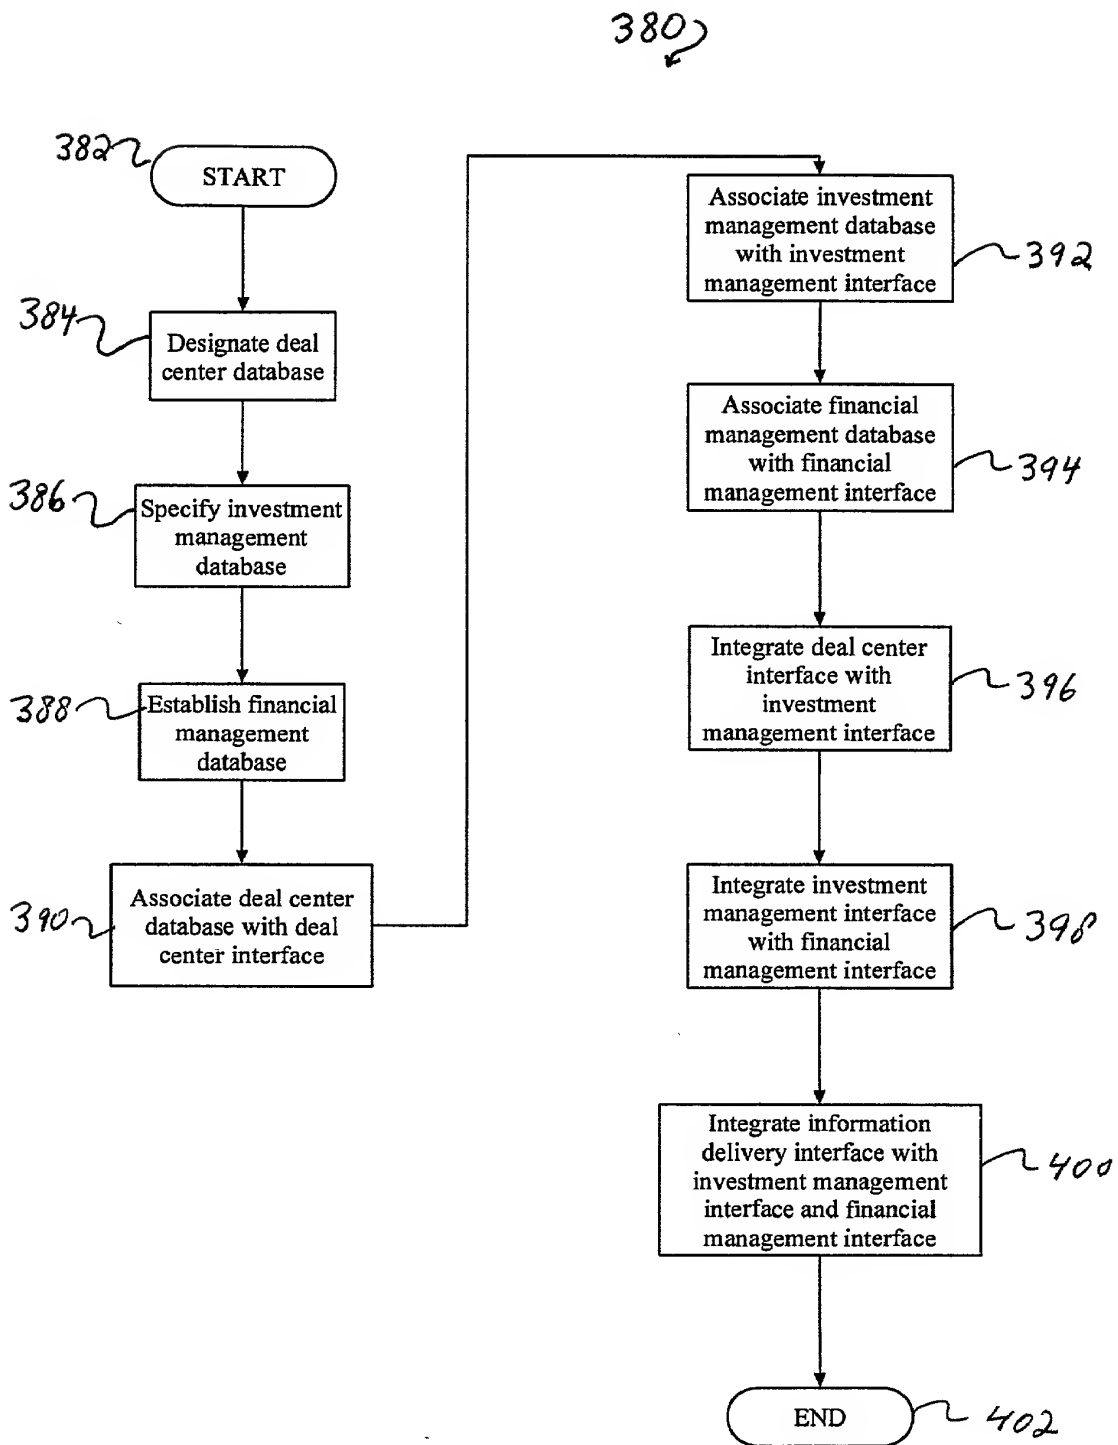 380
382
START
384
Designate deal
center database
386
Specify investment
management
database
388
Establish financial
management
database
390
Associate deal center
database with deal
center interface
Associate investment
management database
with investment
management interface
392
Associate financial
management database
with financial
management interface
394
Integrate deal center
interface with
investment
management interface
396
Integrate investment
management interface
with financial
management interface
398
Integrate information
delivery interface with
investment management
interface and financial
management interface
400
END
402